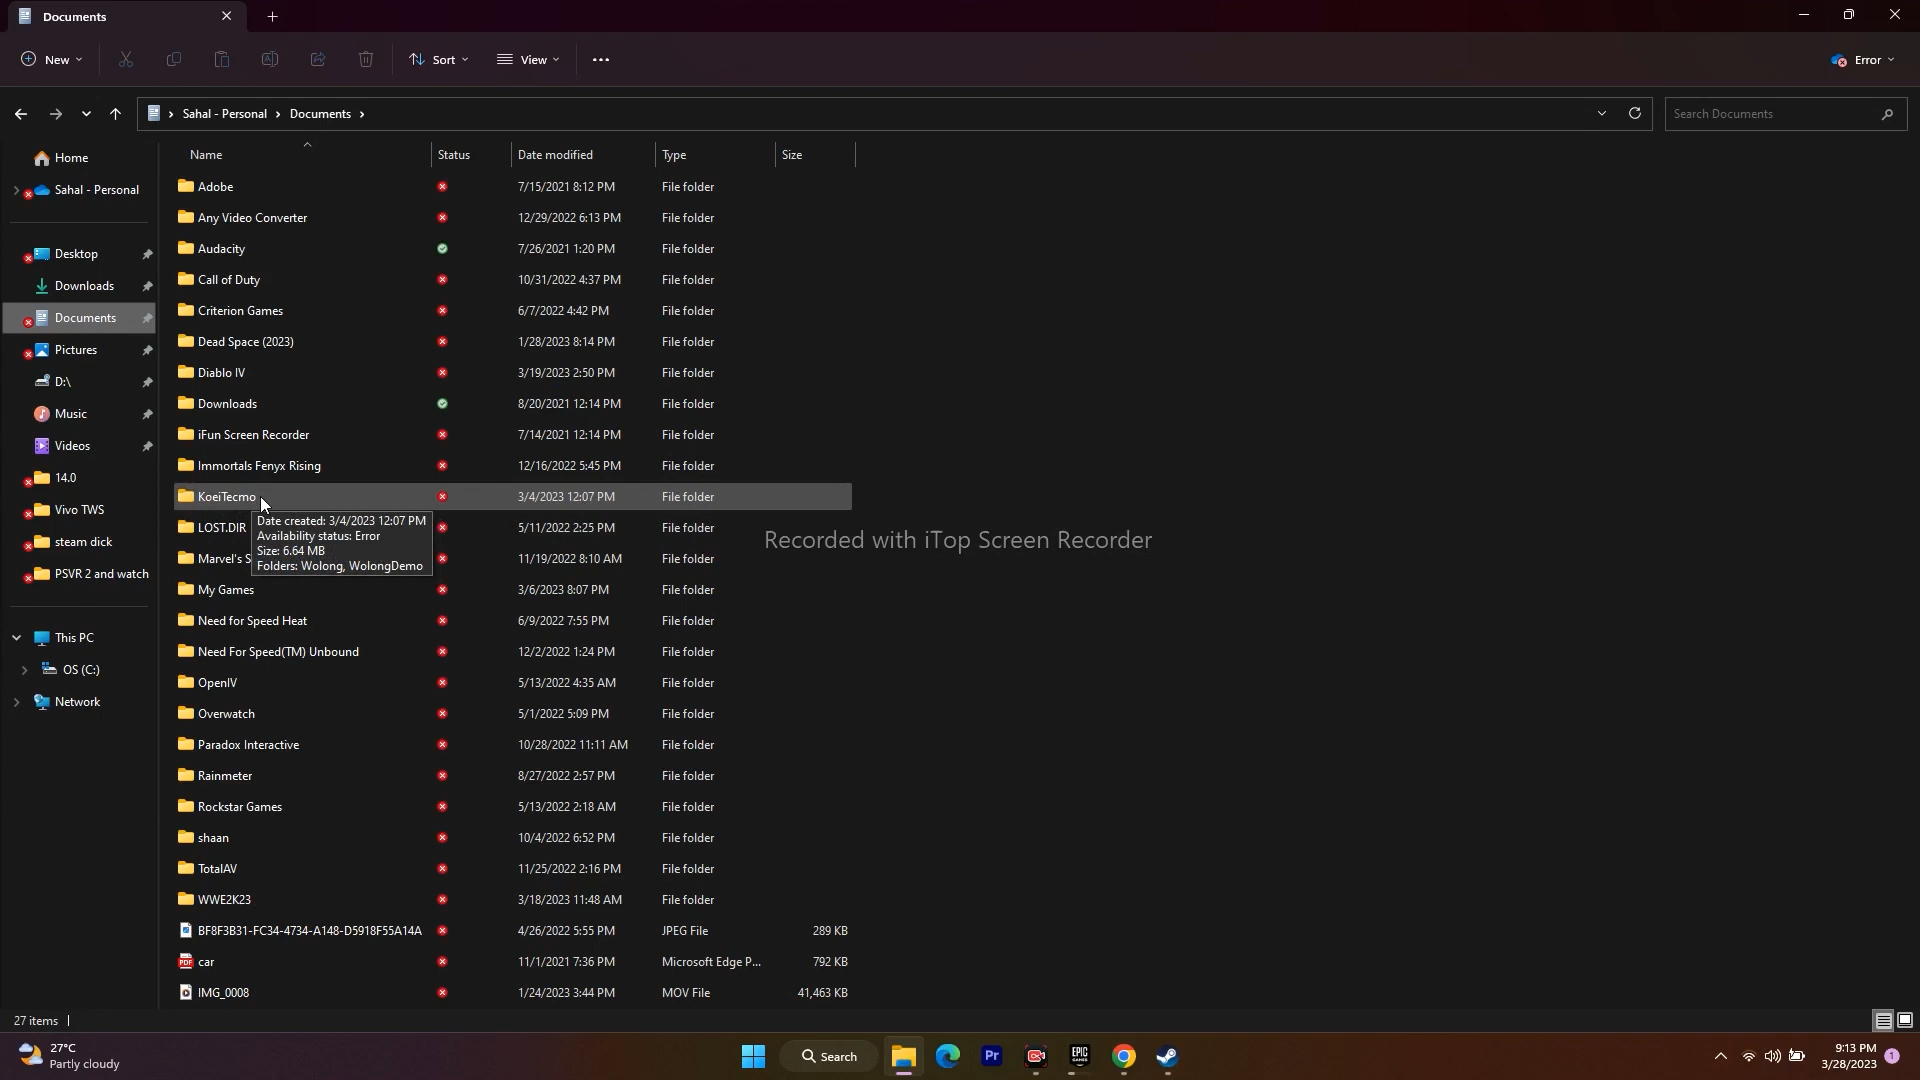 Documents
New
Sort
View
Error
Sahal - Personal
Documents
Search Documents
Name
Status
Date modified
Type
Size
Home
Sahal - Personal
Desktop
Downloads
Documents
Pictures
D:\
Music
Videos
14.0
Vivo TWS
steam dick
PSVR 2 and watch
This PC
OS (C:)
Network
Adobe 7/15/2021 8:12 PM File folder
Any Video Converter 12/29/2022 6:13 PM File folder
Audacity 7/26/2021 1:20 PM File folder
Call of Duty 10/31/2022 4:37 PM File folder
Criterion Games 6/7/2022 4:42 PM File folder
Dead Space (2023) 1/28/2023 8:14 PM File folder
Diablo IV 3/19/2023 2:50 PM File folder
Downloads 8/20/2021 12:14 PM File folder
iFun Screen Recorder 7/14/2021 12:14 PM File folder
Immortals Fenyx Rising 12/16/2022 5:45 PM File folder
KoeiTecmo 3/4/2023 12:07 PM File folder
LOST.DIR 5/11/2022 2:25 PM File folder
Marvel's S 11/19/2022 8:10 AM File folder
Date created: 3/4/2023 12:07 PM
Availability status: Error
Size: 6.64 MB
Folders: Wolong, WolongDemo
My Games 3/6/2023 8:07 PM File folder
Need for Speed Heat 6/9/2022 7:55 PM File folder
Need For Speed(TM) Unbound 12/2/2022 1:24 PM File folder
OpenIV 5/13/2022 4:35 AM File folder
Overwatch 5/1/2022 5:09 PM File folder
Paradox Interactive 10/28/2022 11:11 AM File folder
Rainmeter 8/27/2022 2:57 PM File folder
Rockstar Games 5/13/2022 2:18 AM File folder
shaan 10/4/2022 6:52 PM File folder
TotalAV 11/25/2022 2:16 PM File folder
WWE2K23 3/18/2023 11:48 AM File folder
BF8F3B31-FC34-4734-A148-D5918F55A14A 4/26/2022 5:55 PM JPEG File 289 KB
PDF car 11/1/2021 7:36 PM Microsoft Edge P... 792 KB
IMG_0008 1/24/2023 3:44 PM MOV File 41,463 KB
Recorded with iTop Screen Recorder
27 items
27°C
Partly cloudy
Search
Pr
EPIC
GAMES
9:13 PM
3/28/2023
1